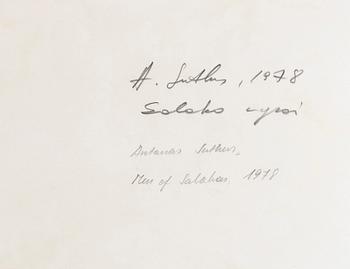 A. Sutkus, 1978
Salako vyrai
Antanas Sutkus,
Men of Salakas, 1978